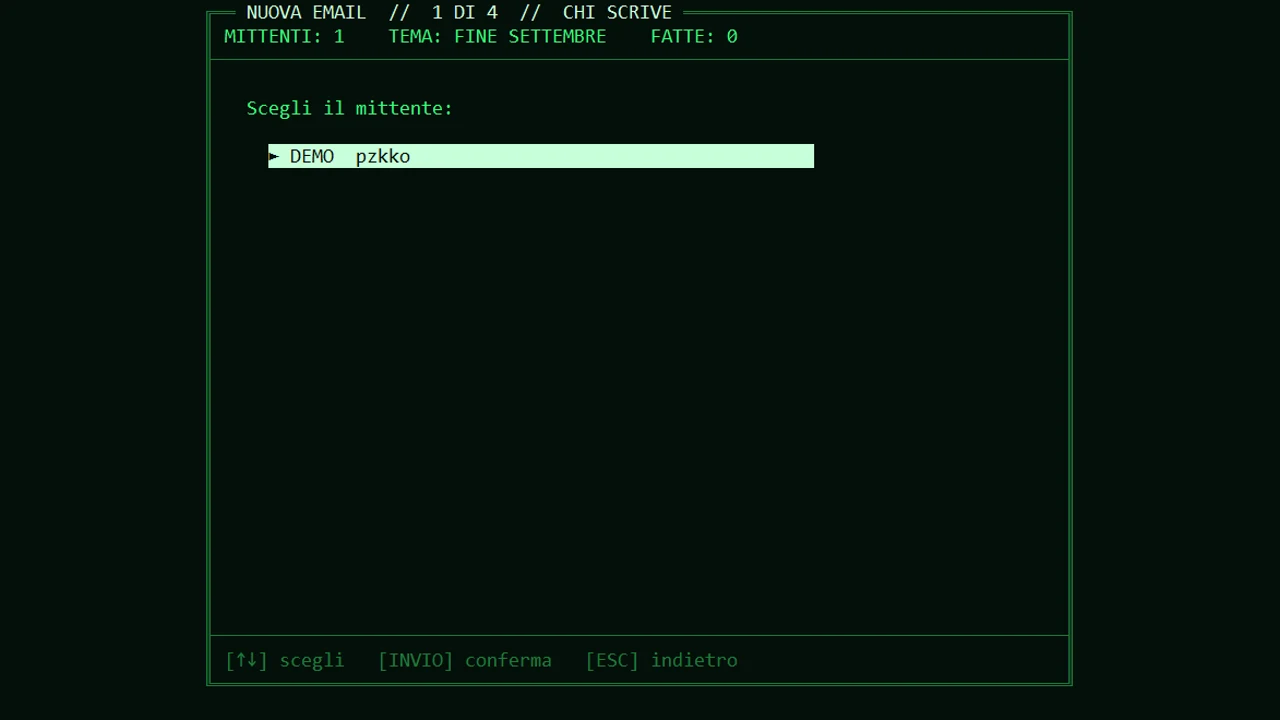 NUOVA EMAIL // 1 DI 4 // CHI SCRIVE
MITTENTI: 1 TEMA: FINE SETTEMBRE FATTE: 0
Scegli il mittente:
► DEMO pzkko
[↑↓] scegli [INVIO] conferma [ESC] indietro